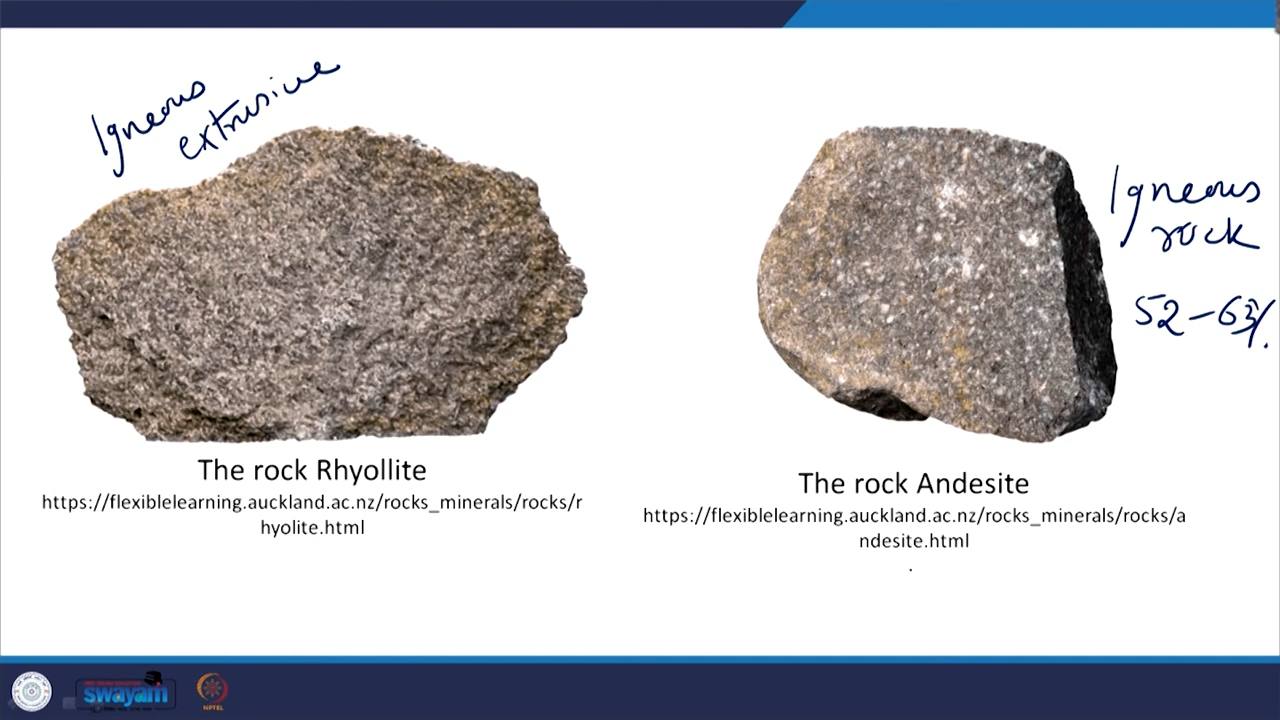 Igneous
extrusive
Igneous
rock
52-63%.
The rock Rhyollite
https://flexiblelearning.auckland.ac.nz/rocks_minerals/rocks/r
hyolite.html
The rock Andesite
https://flexiblelearning.auckland.ac.nz/rocks_minerals/rocks/a
ndesite.html
.
swayam
NPTEL